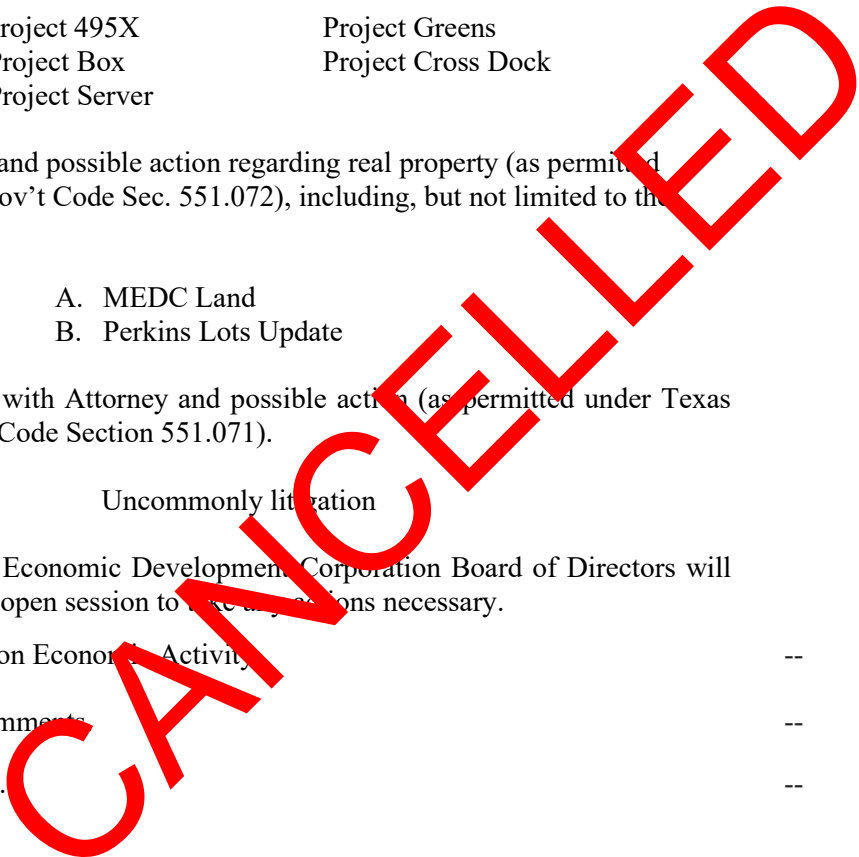 roject 495X Project Greens
Project Box Project Cross Dock
Project Server
and possible action regarding real property (as permitted
ov’t Code Sec. 551.072), including, but not limited to the
A. MEDC Land
B. Perkins Lots Update
with Attorney and possible action (as permitted under Texas
Code Section 551.071).
Uncommonly litigation
Economic Development Corporation Board of Directors will
open session to take any actions necessary.
on Economic Activity --
mments. --
. --
CANCELLED